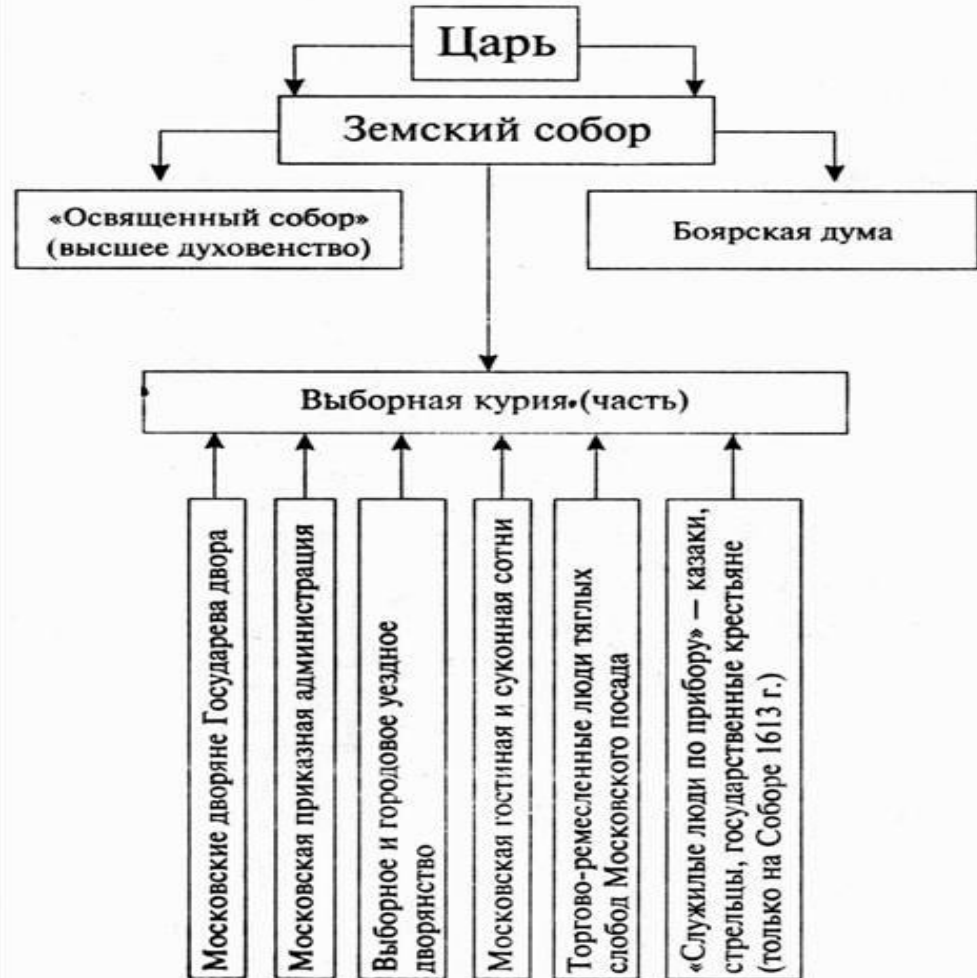 Царь
Земский собор
«Освященный собор»
(высшее духовенство)
Боярская дума
Выборная курия.(часть)
Московские дворяне Государева двора
Московская приказная администрация
Выборное и городовое уездное
дворянство
Московская гостиная и суконная сотни
Торгово-ремесленные люди тяглых
слобод Московского посада
«Служилые люди по прибору» — казаки,
стрельцы, государственные крестьяне
(только на Соборе 1613 г.)